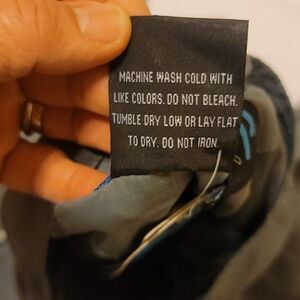 MACHINE WASH COLD WITH
LIKE COLORS. DO NOT BLEACH.
TUMBLE DRY LOW OR LAY FLAT
TO DRY. DO NOT IRON.